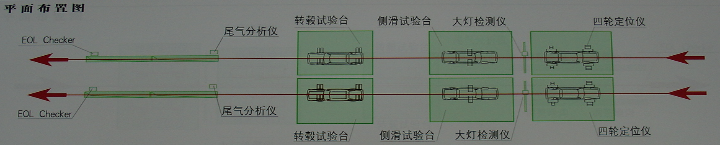 平面布置图
尾气分析仪
转毂试验台
侧滑试验台
大灯检测仪
四轮定位仪
EOL Checker
EOL Checker
尾气分析仪
转毂试验台
侧滑试验台
大灯检测仪
四轮定位仪